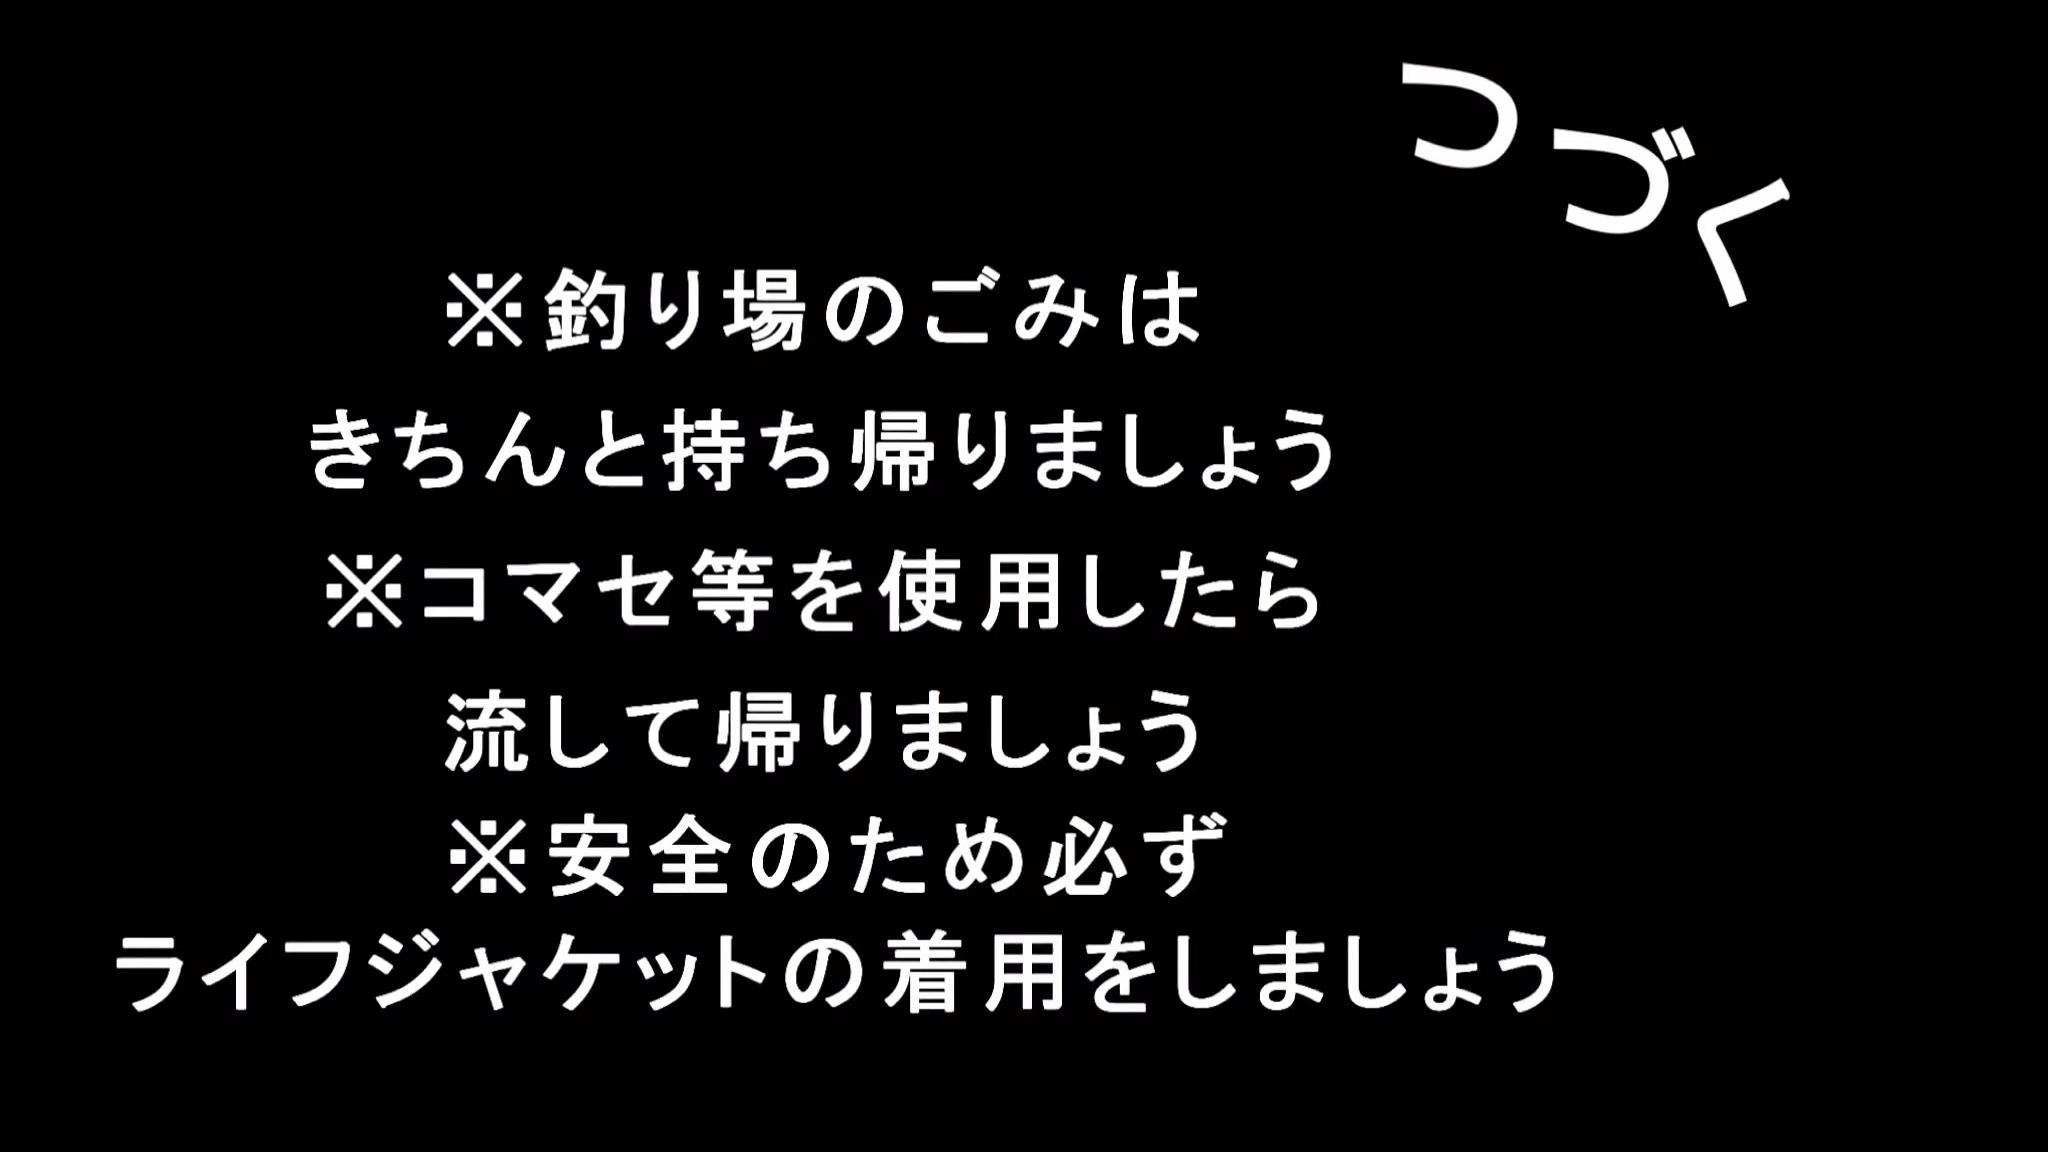 つづく
※釣り場のごみは
きちんと持ち帰りましょう
※コマセ等を使用したら
流して帰りましょう
※安全のため必ず
ライフジャケットの着用をしましょう